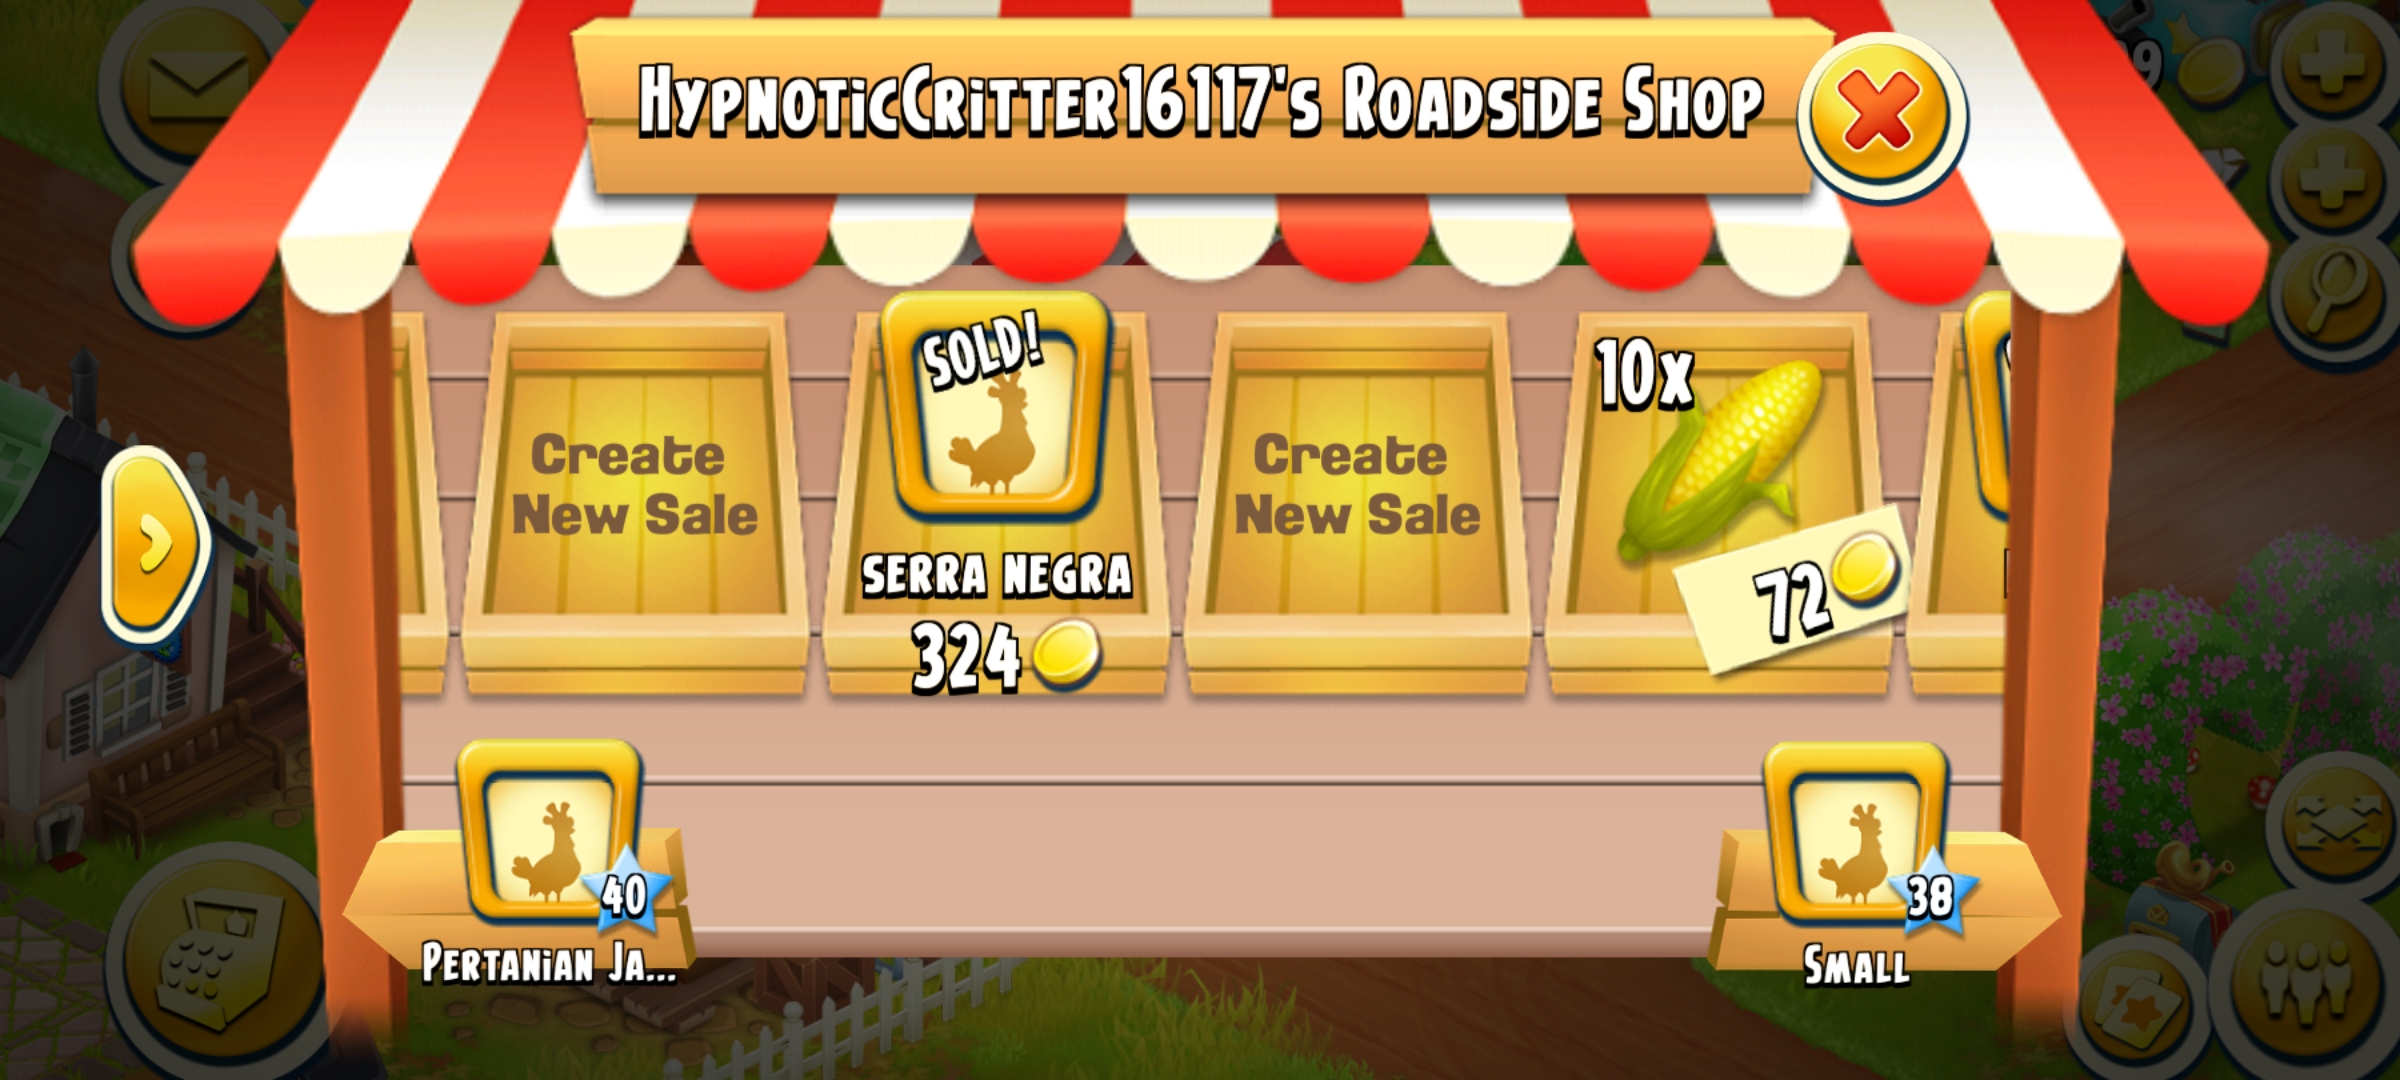 HypnoticCritter16117's Roadside Shop
Create
New Sale
SOLD!
SERRA NEGRA
324
Create
New Sale
10x
72
40
Pertanian Ja...
38
Small